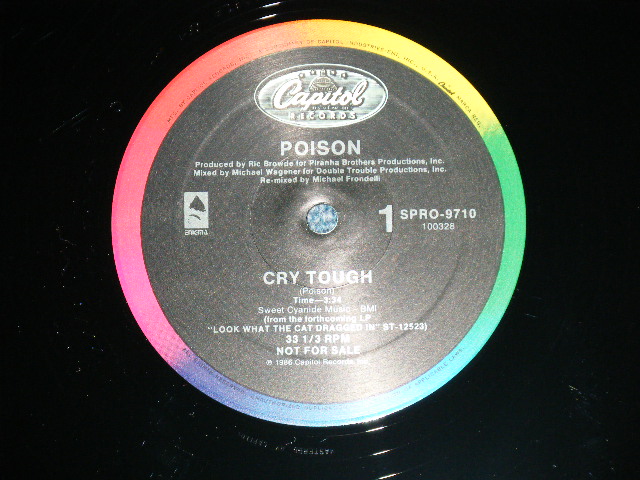 Capitol
RECORDS
POISON
Produced by Ric Browde for Piranha Brothers Productions, Inc.
Mixed by Michael Wagener for Double Trouble Productions, Inc.
Re-mixed by Michael Frondelli
ENIGMA
1
SPRO-9710
100328
CRY TOUGH
(Poison)
Time—3:34
Sweet Cyanide Music - BMI
(from the forthcoming LP
"LOOK WHAT THE CAT DRAGGED IN" ST-12523)
33 1/3 RPM
NOT FOR SALE
℗ 1986 Capitol Records, Inc.